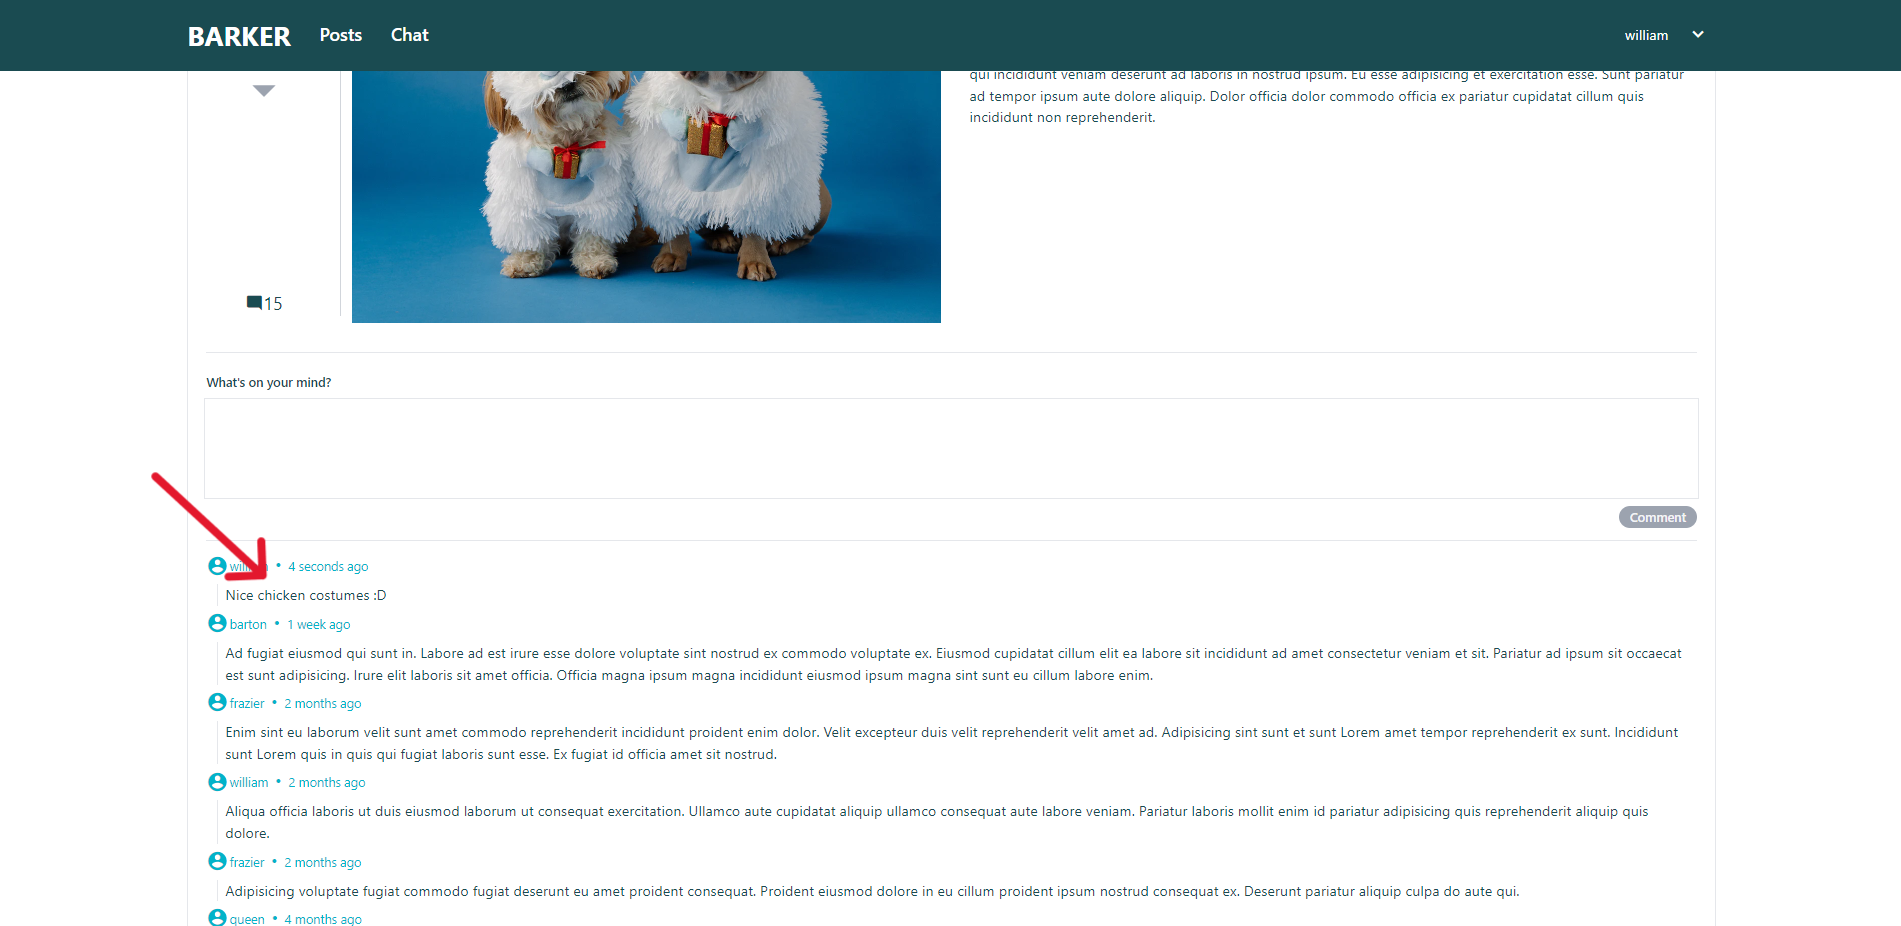 BARKER Posts Chat william
qui incididunt veniam deserunt ad laboris in nostrud ipsum. Eu esse adipisicing et exercitation esse. Sunt pariatur
ad tempor ipsum aute dolore aliquip. Dolor officia dolor commodo officia ex pariatur cupidatat cillum quis
incididunt non reprehenderit.
15
What's on your mind?
Comment
william • 4 seconds ago
Nice chicken costumes :D
barton • 1 week ago
Ad fugiat eiusmod qui sunt in. Labore ad est irure esse dolore voluptate sint nostrud ex commodo voluptate ex. Eiusmod cupidatat cillum elit ea labore sit incididunt ad amet consectetur veniam et sit. Pariatur ad ipsum sit occaecat
est sunt adipisicing. Irure elit laboris sit amet officia. Officia magna ipsum magna incididunt eiusmod ipsum magna sint sunt eu cillum labore enim.
frazier • 2 months ago
Enim sint eu laborum velit sunt amet commodo reprehenderit incididunt proident enim dolor. Velit excepteur duis velit reprehenderit velit amet ad. Adipisicing sint sunt et sunt Lorem amet tempor reprehenderit ex sunt. Incididunt
sunt Lorem quis in quis qui fugiat laboris sunt esse. Ex fugiat id officia amet sit nostrud.
william • 2 months ago
Aliqua officia laboris ut duis eiusmod laborum ut consequat exercitation. Ullamco aute cupidatat aliquip ullamco consequat aute labore veniam. Pariatur laboris mollit enim id pariatur adipisicing quis reprehenderit aliquip quis
dolore.
frazier • 2 months ago
Adipisicing voluptate fugiat commodo fugiat deserunt eu amet proident consequat. Proident eiusmod dolore in eu cillum proident ipsum nostrud consequat ex. Deserunt pariatur aliquip culpa do aute qui.
queen • 4 months ago